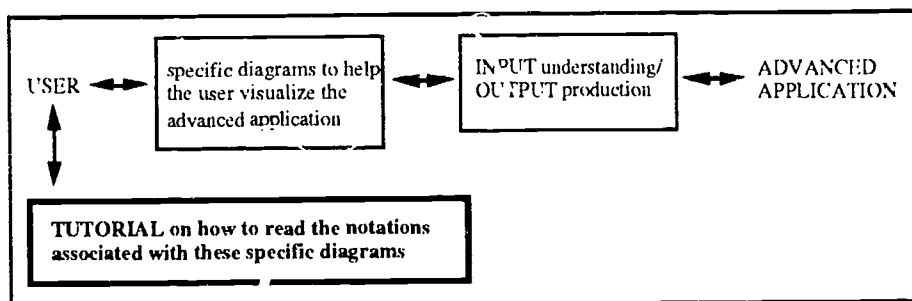 USER
specific diagrams to help
the user visualize the
advanced application
INPUT understanding/
OUTPUT production
ADVANCED
APPLICATION
TUTORIAL on how to read the notations
associated with these specific diagrams